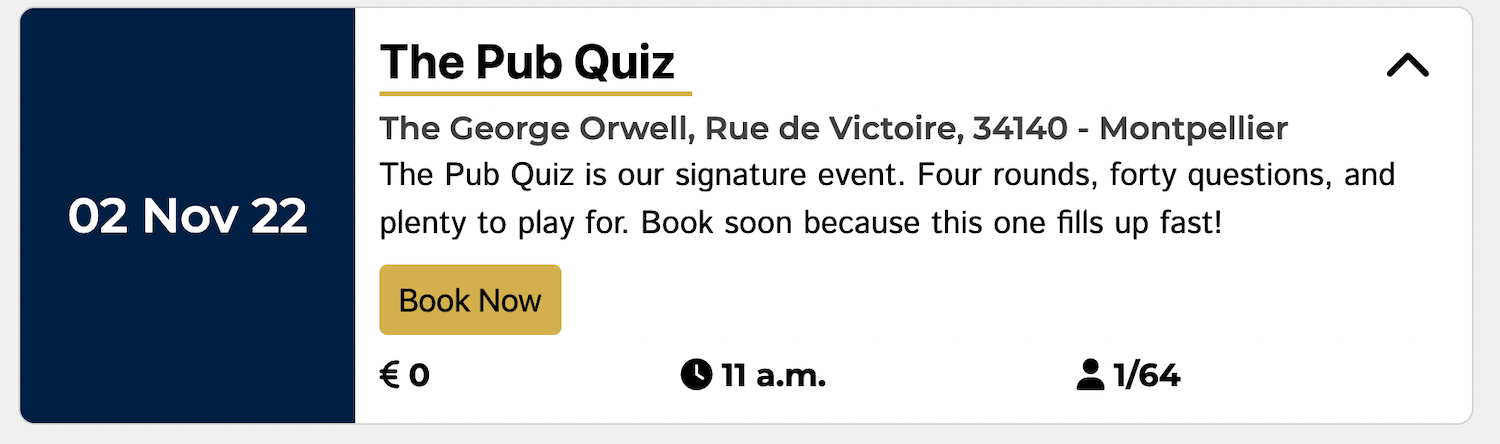 02 Nov 22
The Pub Quiz
The George Orwell, Rue de Victoire, 34140 - Montpellier
The Pub Quiz is our signature event. Four rounds, forty questions, and
plenty to play for. Book soon because this one fills up fast!
Book Now
€ 0
11 a.m.
1/64